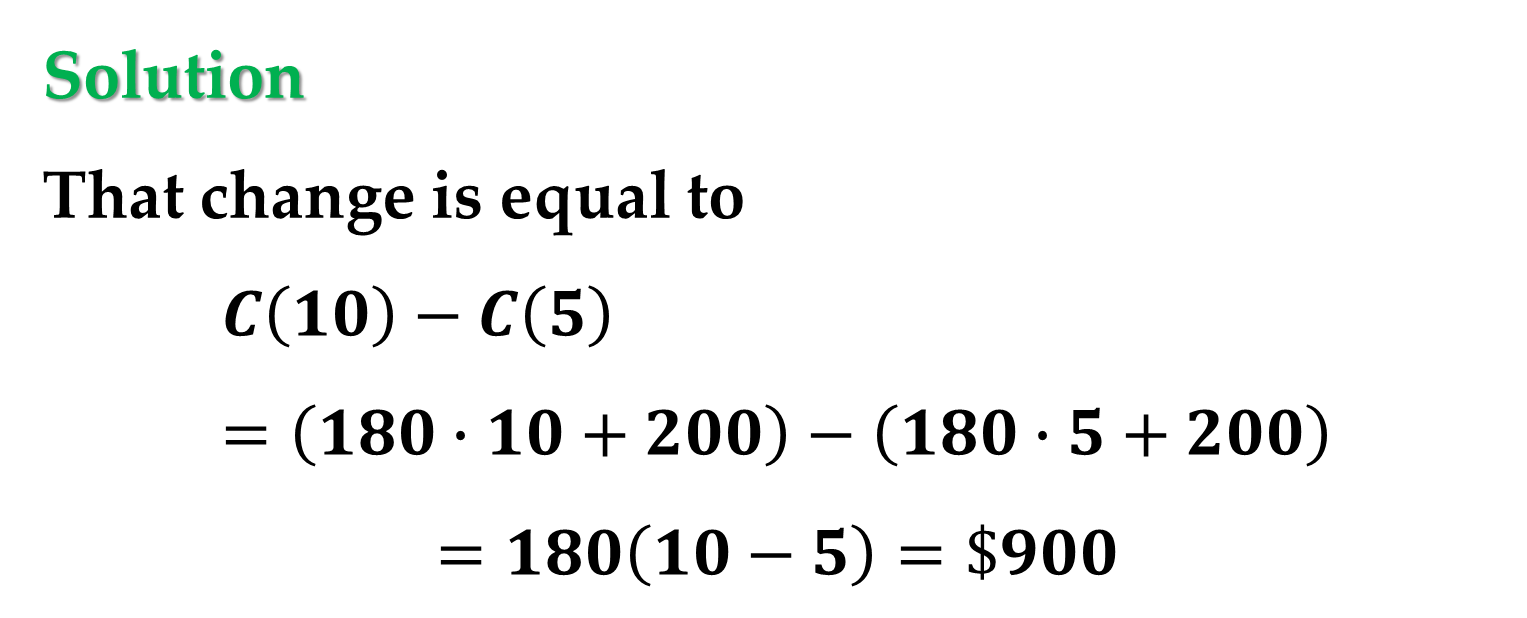 Solution
That change is equal to
C(10) − C(5)
= (180 · 10 + 200) − (180 · 5 + 200)
= 180(10 − 5) = $900